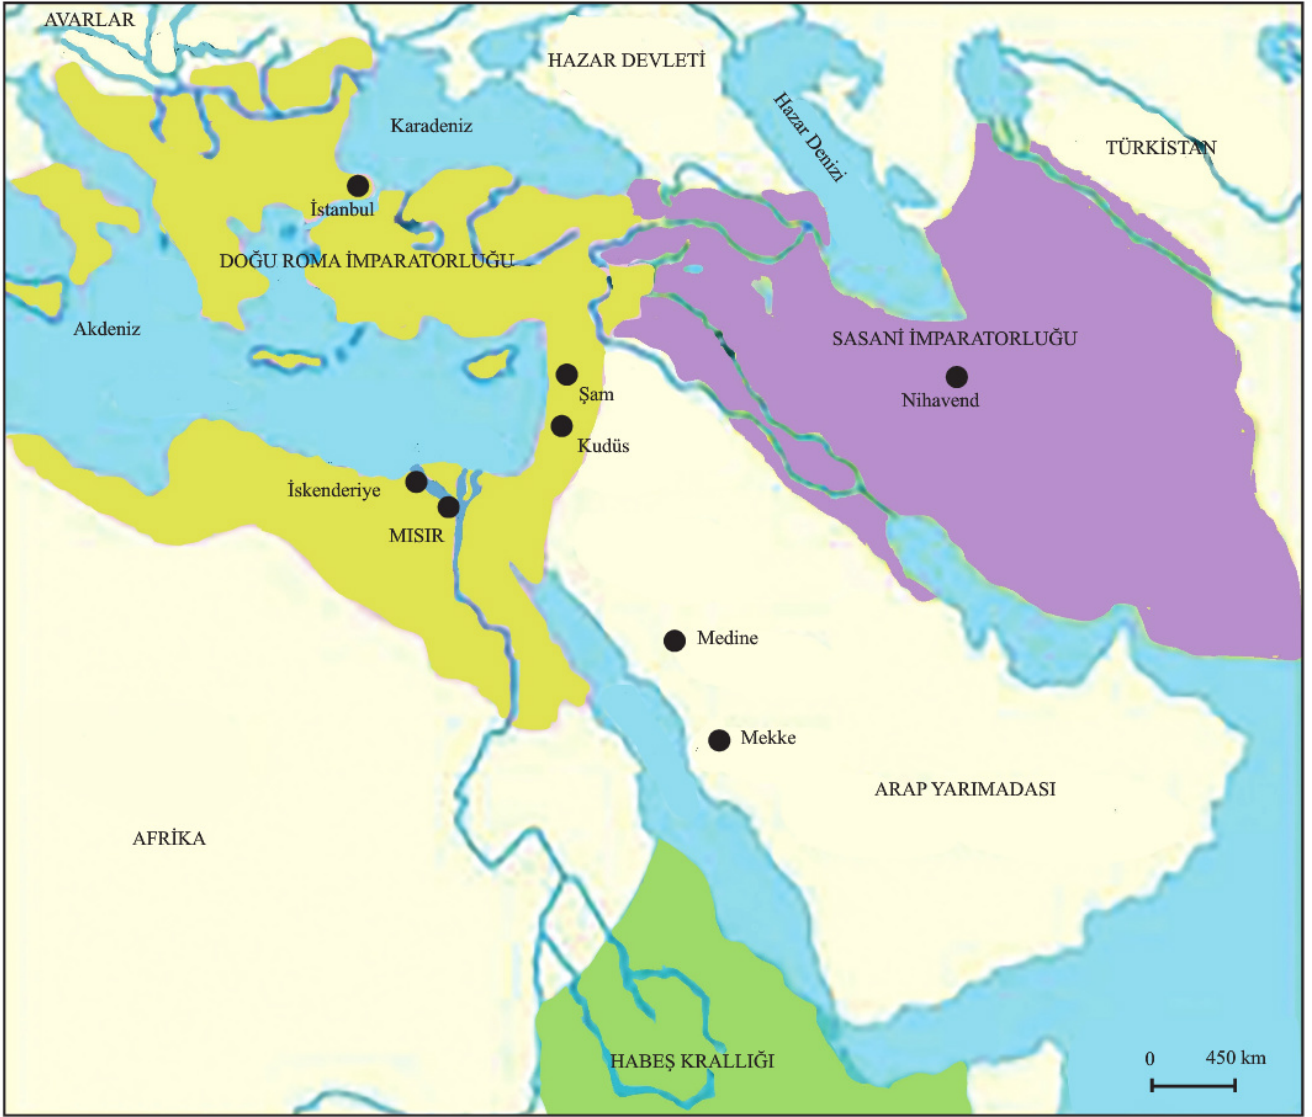 AVARLAR
HAZAR DEVLETİ
Karadeniz
Hazar Denizi
TÜRKİSTAN
İstanbul
DOĞU ROMA İMPARATORLUĞU
Akdeniz
SASANİ İMPARATORLUĞU
Nihavend
Şam
Kudüs
İskenderiye
MISIR
Medine
Mekke
ARAP YARIMADASI
AFRİKA
HABEŞ KRALLIĞI
0 450 km